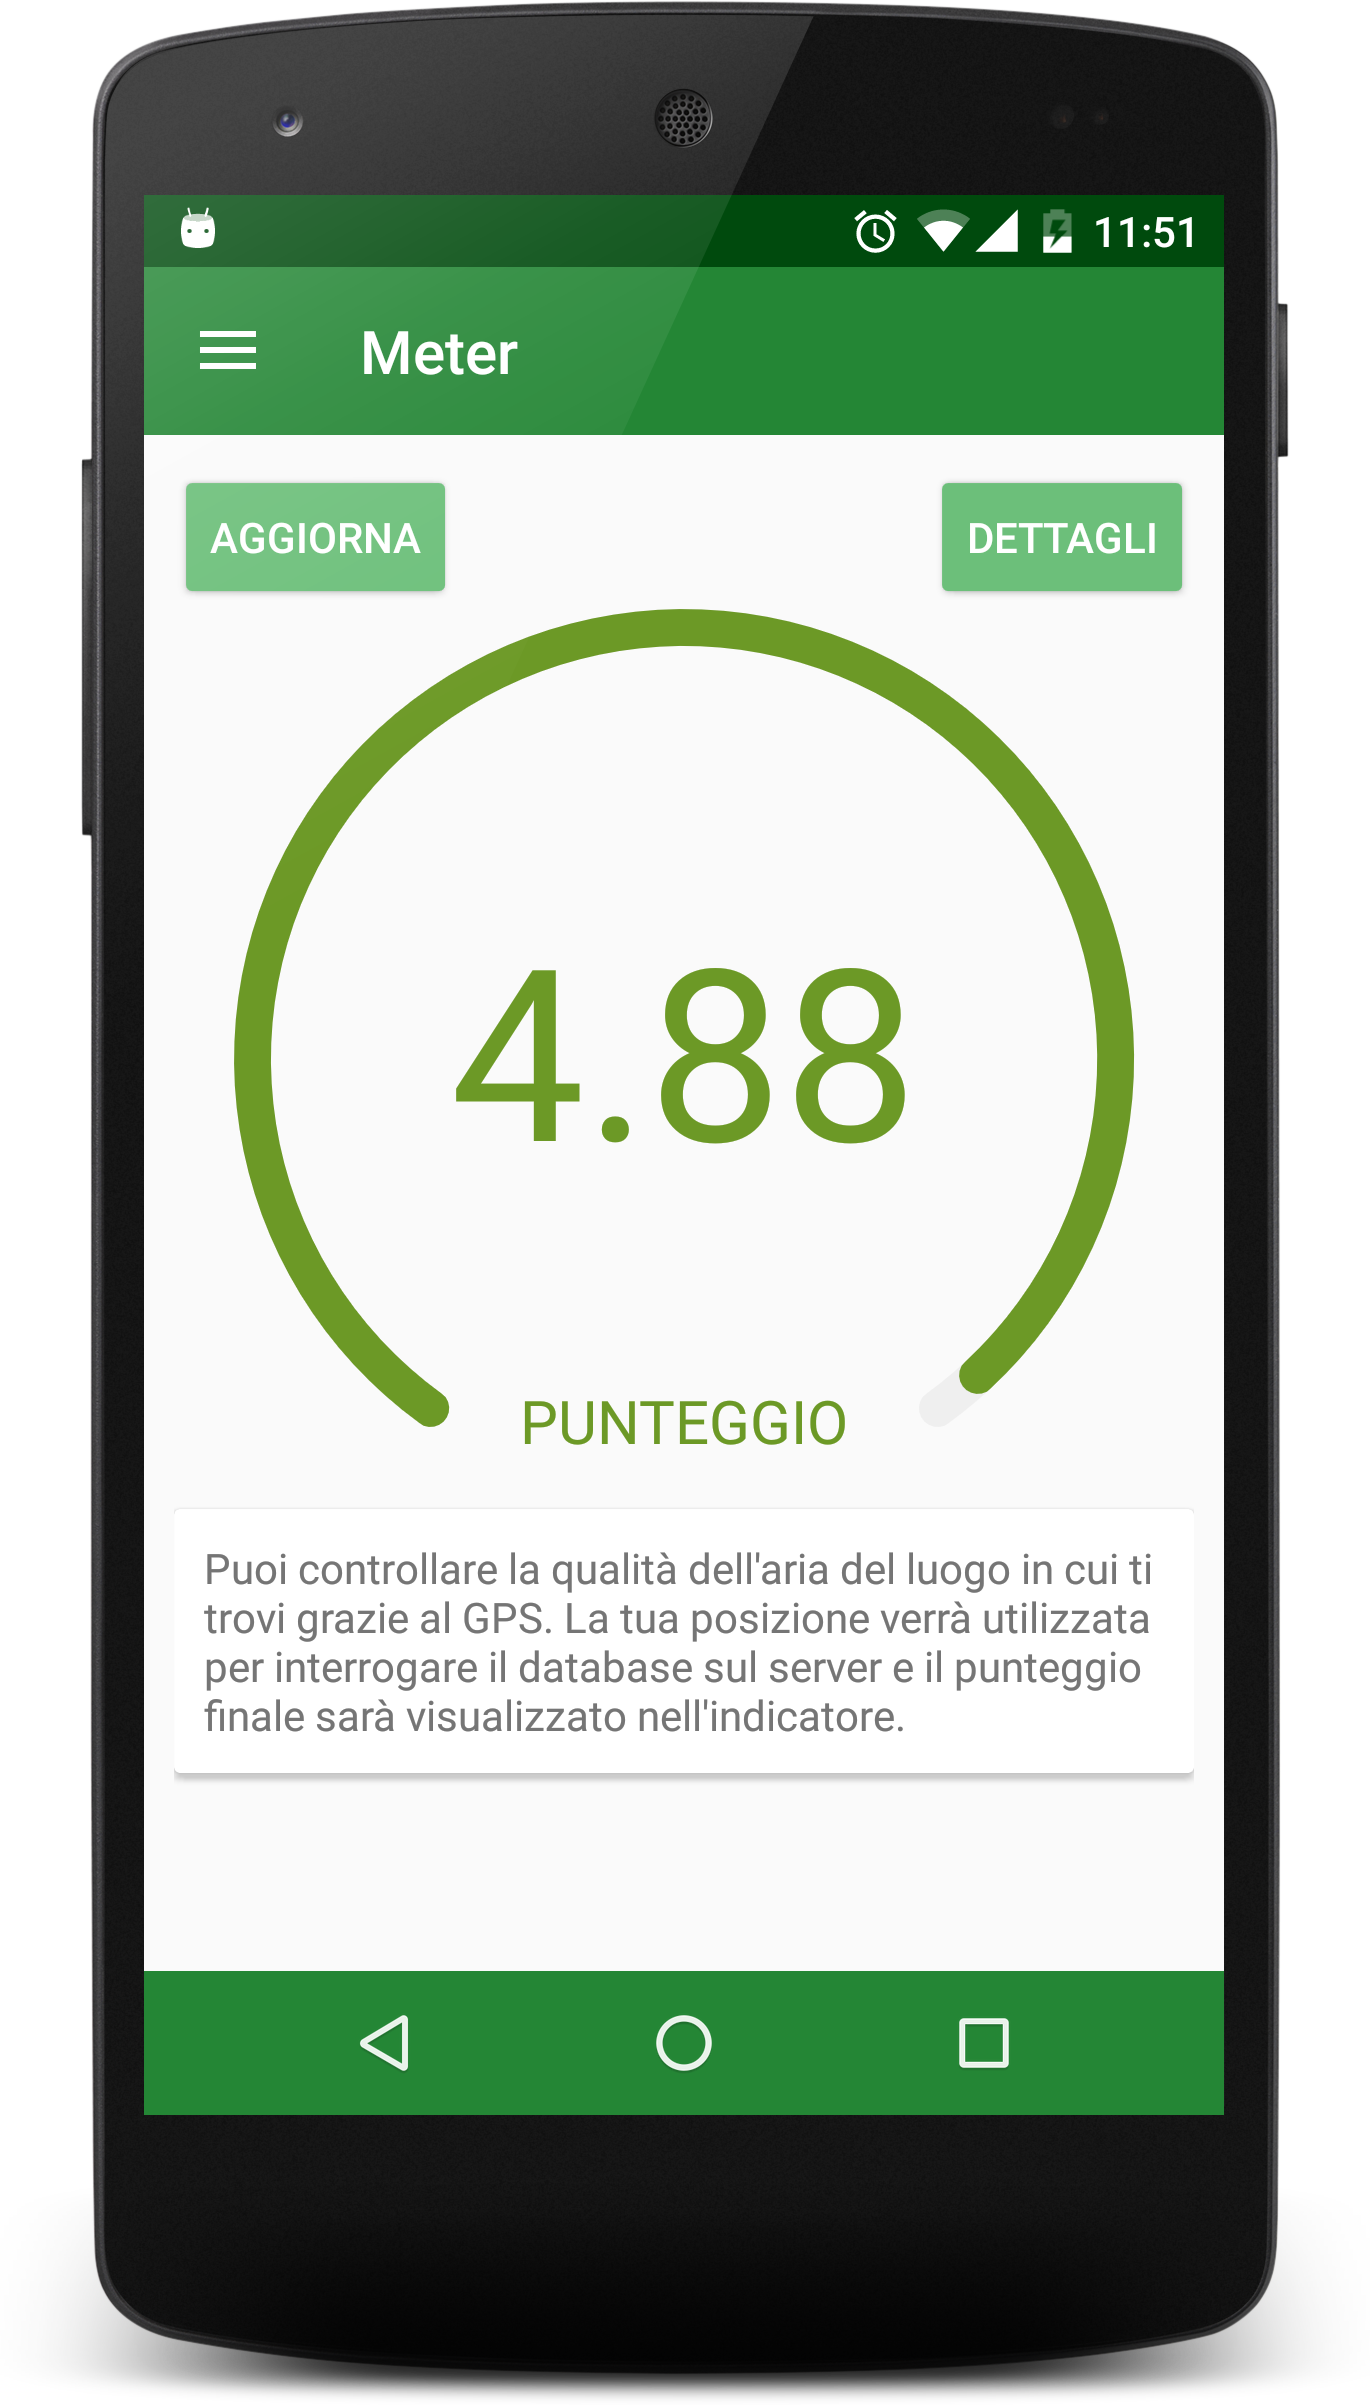 11:51
Meter
AGGIORNA
DETTAGLI
4.88
PUNTEGGIO
Puoi controllare la qualità dell'aria del luogo in cui ti
trovi grazie al GPS. La tua posizione verrà utilizzata
per interrogare il database sul server e il punteggio
finale sarà visualizzato nell'indicatore.